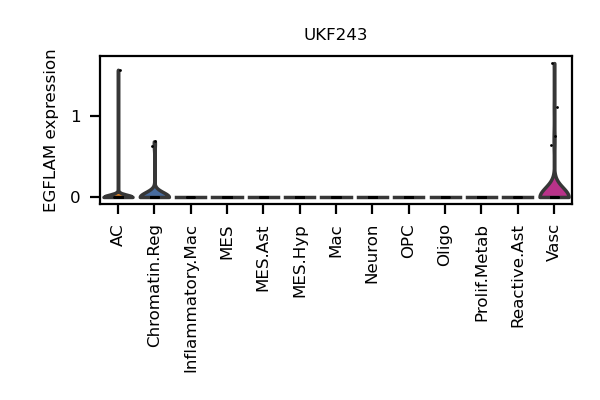 UKF243
EGFLAM expression
1
0
AC
Chromatin.Reg
Inflammatory.Mac
MES
MES.Ast
MES.Hyp
Mac
Neuron
OPC
Oligo
Prolif.Metab
Reactive.Ast
Vasc